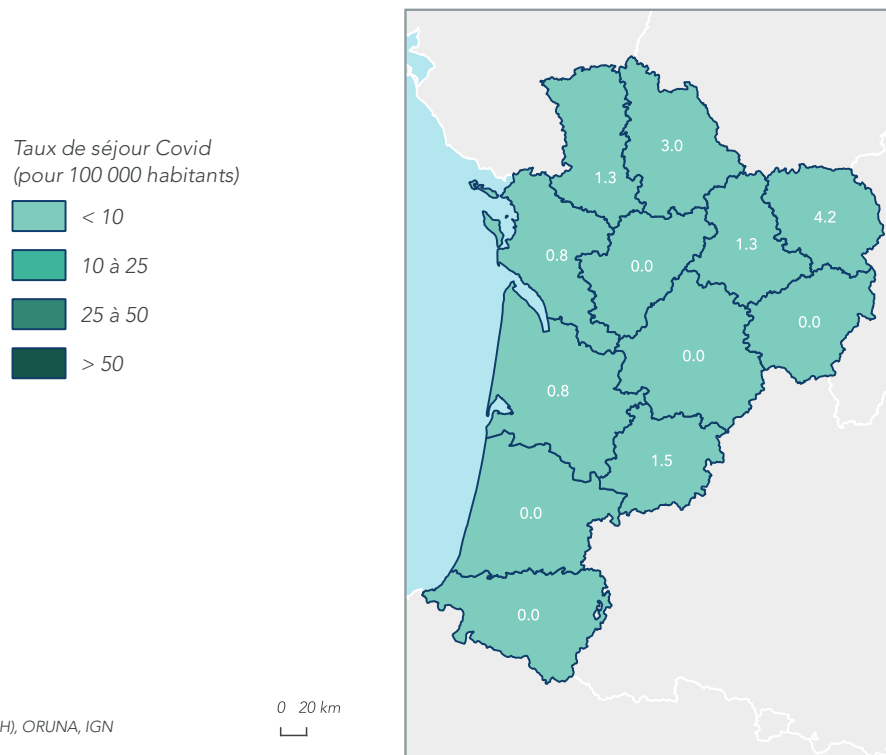 Taux de séjour Covid
(pour 100 000 habitants)
< 10
10 à 25
25 à 50
> 50
3.0
1.3
4.2
1.3
0.8
0.0
0.0
0.0
0.8
1.5
0.0
0.0
0 20 km
H), ORUNA, IGN